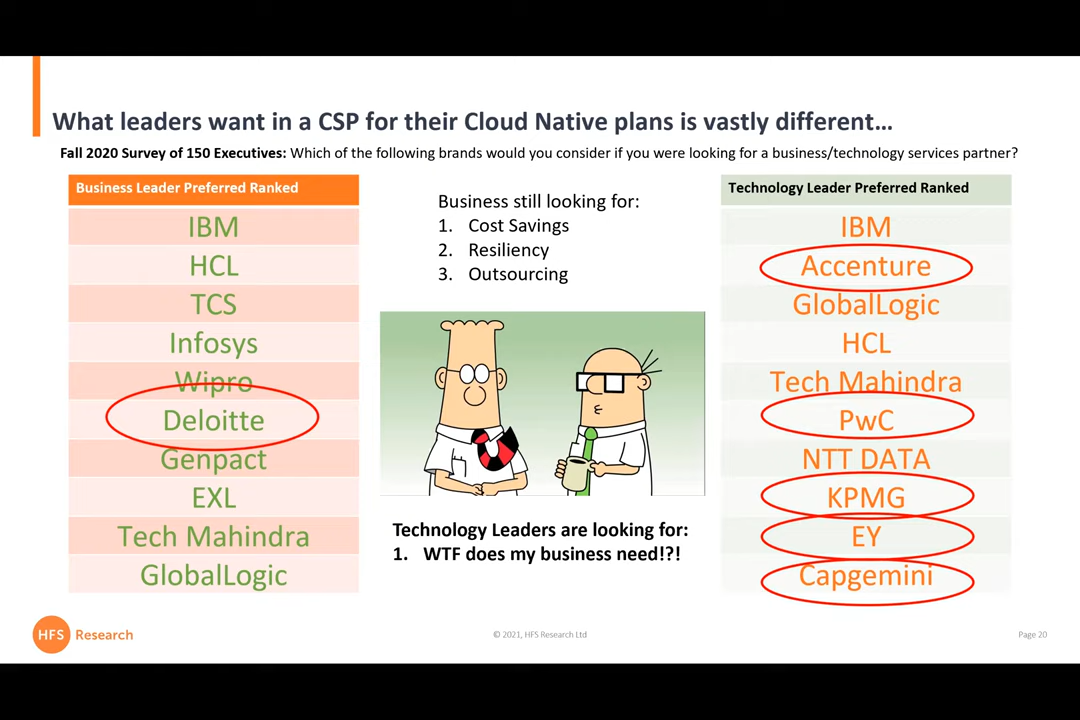 What leaders want in a CSP for their Cloud Native plans is vastly different…
Fall 2020 Survey of 150 Executives: Which of the following brands would you consider if you were looking for a business/technology services partner?
Business Leader Preferred Ranked
IBM
HCL
TCS
Infosys
Wipro
Deloitte
Genpact
EXL
Tech Mahindra
GlobalLogic
Business still looking for:
1. Cost Savings
2. Resiliency
3. Outsourcing
Technology Leaders are looking for:
1. WTF does my business need!?!
Technology Leader Preferred Ranked
IBM
Accenture
GlobalLogic
HCL
Tech Mahindra
PwC
NTT DATA
KPMG
EY
Capgemini
HFS Research
© 2021, HFS Research Ltd
Page 20